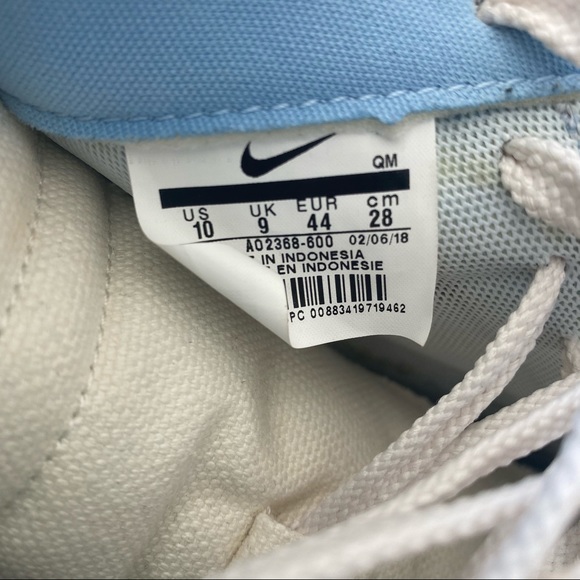 QM
US UK EUR cm
10 9 44 28
AO2368-600 02/06/18
IN INDONESIA
EN INDONESIE
PC 00883419719462